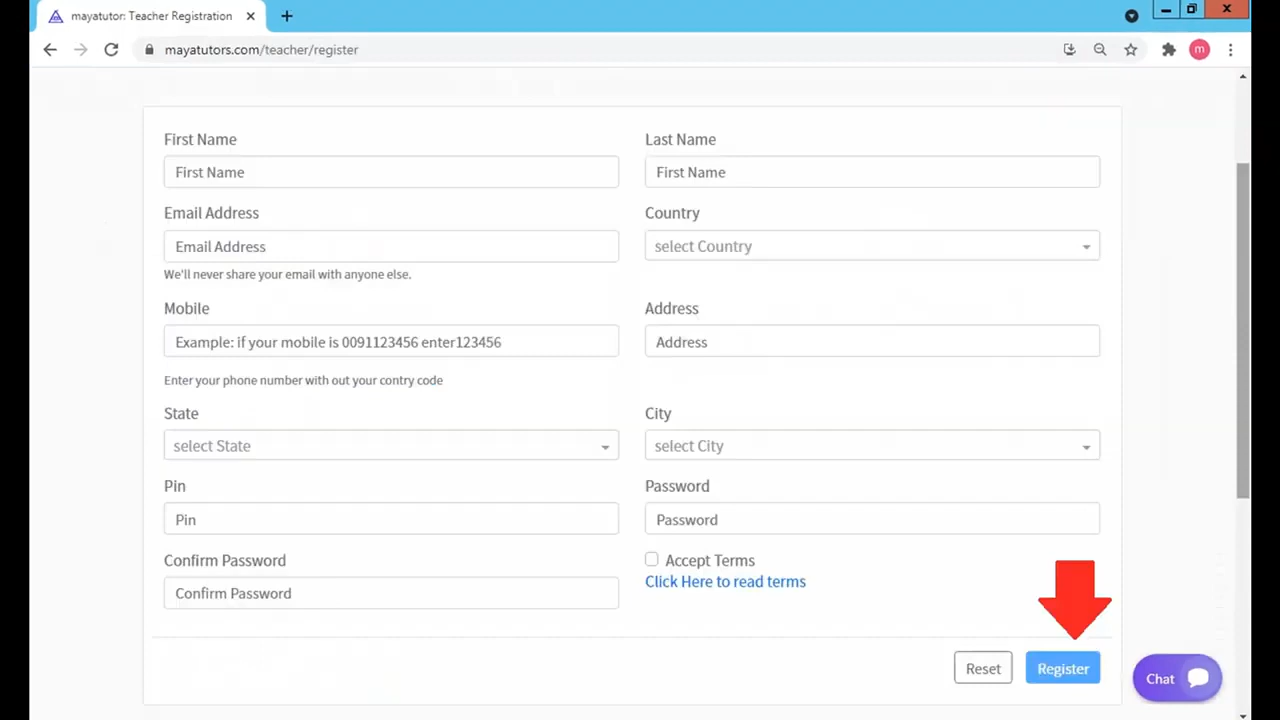 mayatutor: Teacher Registration
mayatutors.com/teacher/register
m
First Name
Last Name
First Name
First Name
Email Address
Country
Email Address
select Country
We'll never share your email with anyone else.
Mobile
Address
Example: if your mobile is 0091123456 enter123456
Address
Enter your phone number with out your contry code
State
City
select State
select City
Pin
Password
Pin
Password
Confirm Password
Accept Terms
Click Here to read terms
Confirm Password
Reset
Register
Chat